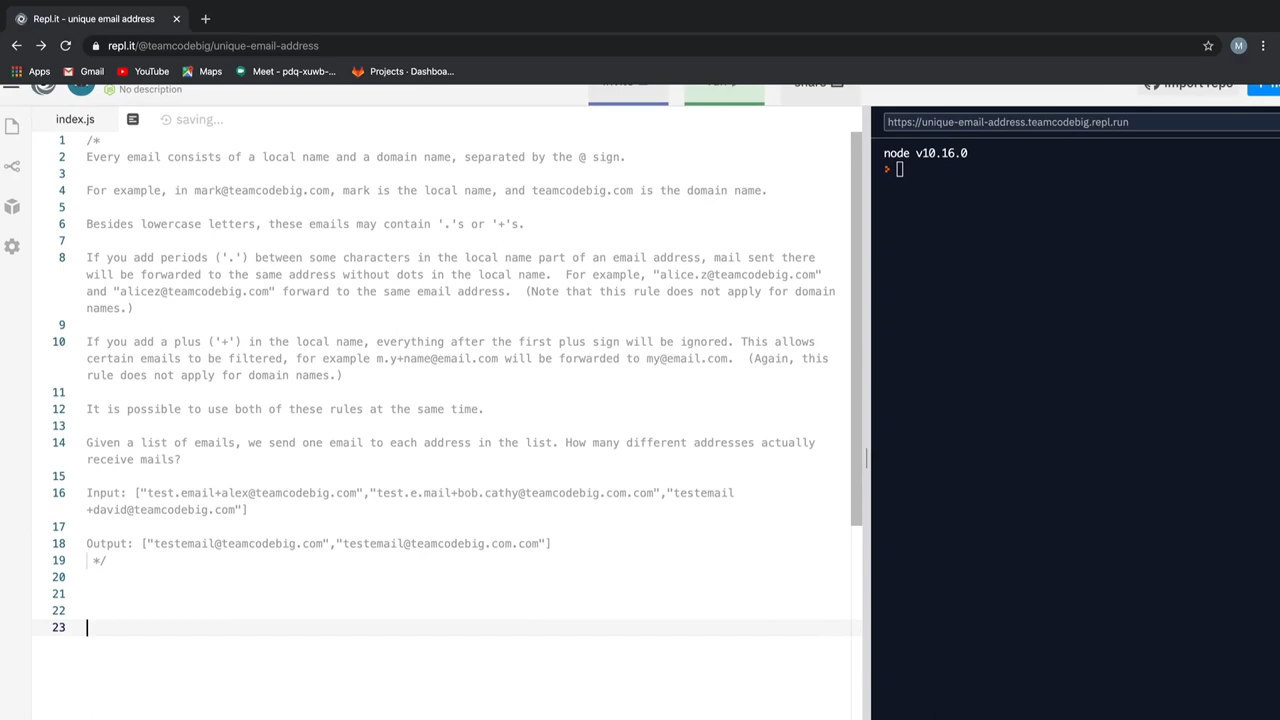 Repl.it - unique email address
repl.it/@teamcodebig/unique-email-address
M
Apps Gmail YouTube Maps Meet - pdq-xuwb-... Projects · Dashboa...
No description
index.js saving...
https://unique-email-address.teamcodebig.repl.run
node v10.16.0
1 /*
2 Every email consists of a local name and a domain name, separated by the @ sign.
3
4 For example, in mark@teamcodebig.com, mark is the local name, and teamcodebig.com is the domain name.
5
6 Besides lowercase letters, these emails may contain '.'s or '+'s.
7
8 If you add periods ('.') between some characters in the local name part of an email address, mail sent there
will be forwarded to the same address without dots in the local name.  For example, "alice.z@teamcodebig.com"
and "alicez@teamcodebig.com" forward to the same email address.  (Note that this rule does not apply for domain
names.)
9
10 If you add a plus ('+') in the local name, everything after the first plus sign will be ignored. This allows
certain emails to be filtered, for example m.y+name@email.com will be forwarded to my@email.com.  (Again, this
rule does not apply for domain names.)
11
12 It is possible to use both of these rules at the same time.
13
14 Given a list of emails, we send one email to each address in the list. How many different addresses actually
receive mails?
15
16 Input: ["test.email+alex@teamcodebig.com","test.e.mail+bob.cathy@teamcodebig.com.com","testemail
+david@teamcodebig.com"]
17
18 Output: ["testemail@teamcodebig.com","testemail@teamcodebig.com.com"]
19 */
20
21
22
23